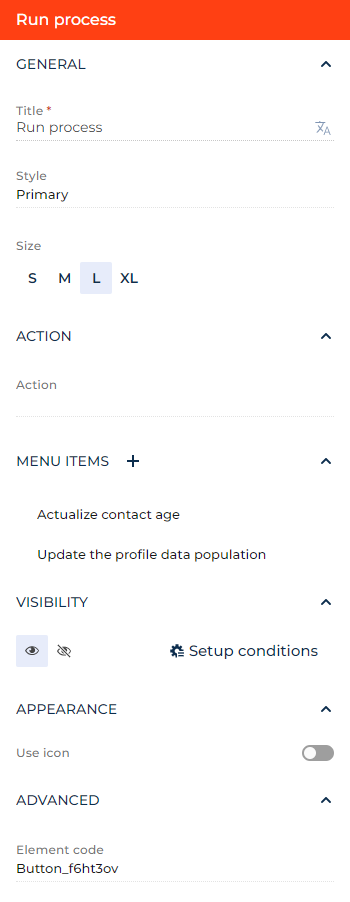 Run process
GENERAL
Title *
Run process
Style
Primary
Size
S M L XL
ACTION
Action
MENU ITEMS +
Actualize contact age
Update the profile data population
VISIBILITY
Setup conditions
APPEARANCE
Use icon
ADVANCED
Element code
Button_f6ht3ov